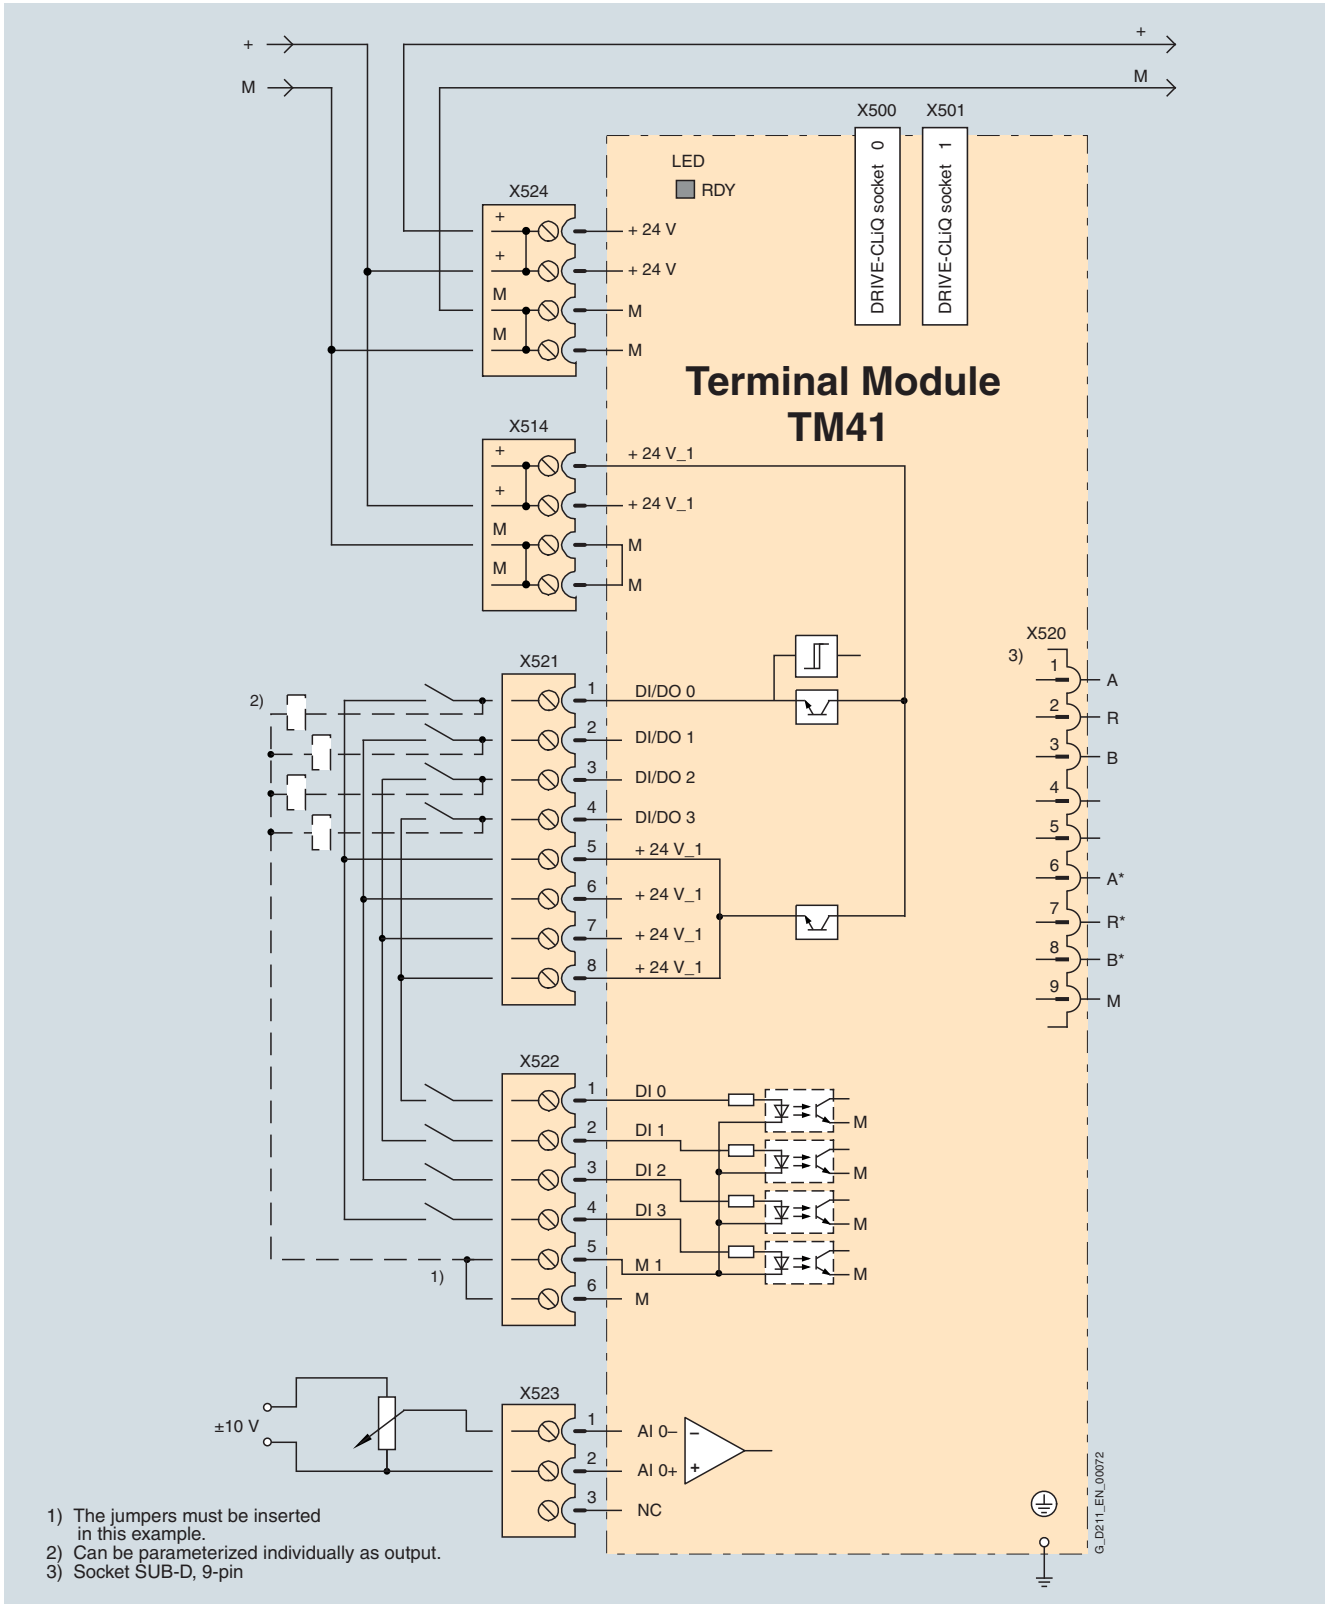 +
+
M
M
X500
X501
DRIVE-CLiQ socket 0
DRIVE-CLiQ socket 1
LED
RDY
X524
+
+ 24 V
+
+ 24 V
M
M
M
M
Terminal Module
TM41
X514
+
+ 24 V_1
+
+ 24 V_1
M
M
M
M
X520
3)
1
A
2
R
3
B
4
5
6
A*
7
R*
8
B*
9
M
X521
2)
1
DI/DO 0
2
DI/DO 1
3
DI/DO 2
4
DI/DO 3
5
+ 24 V_1
6
+ 24 V_1
7
+ 24 V_1
8
+ 24 V_1
X522
1
DI 0
M
2
DI 1
M
3
DI 2
M
4
DI 3
M
5
M 1
1)
6
M
X523
±10 V
1
AI 0–
–
2
AI 0+
+
3
NC
G_D211_EN_00072
1) The jumpers must be inserted
in this example.
2) Can be parameterized individually as output.
3) Socket SUB-D, 9-pin